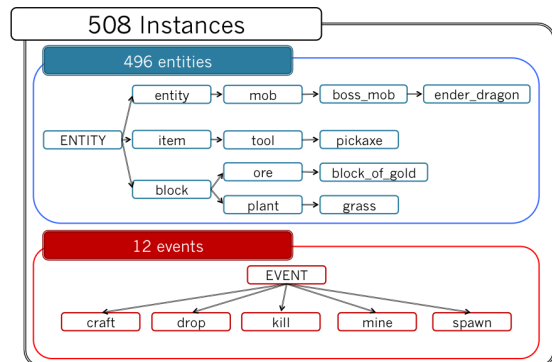 508 Instances
496 entities
entity mob boss_mob ender_dragon
ENTITY item tool pickaxe
block ore block_of_gold
plant grass
12 events
EVENT
craft drop kill mine spawn